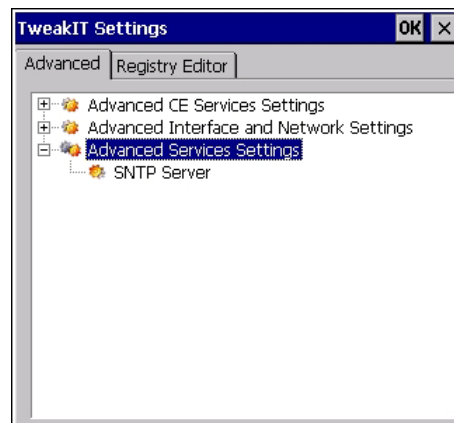 TweakIT Settings OK ×
Advanced Registry Editor
Advanced CE Services Settings
Advanced Interface and Network Settings
Advanced Services Settings
SNTP Server